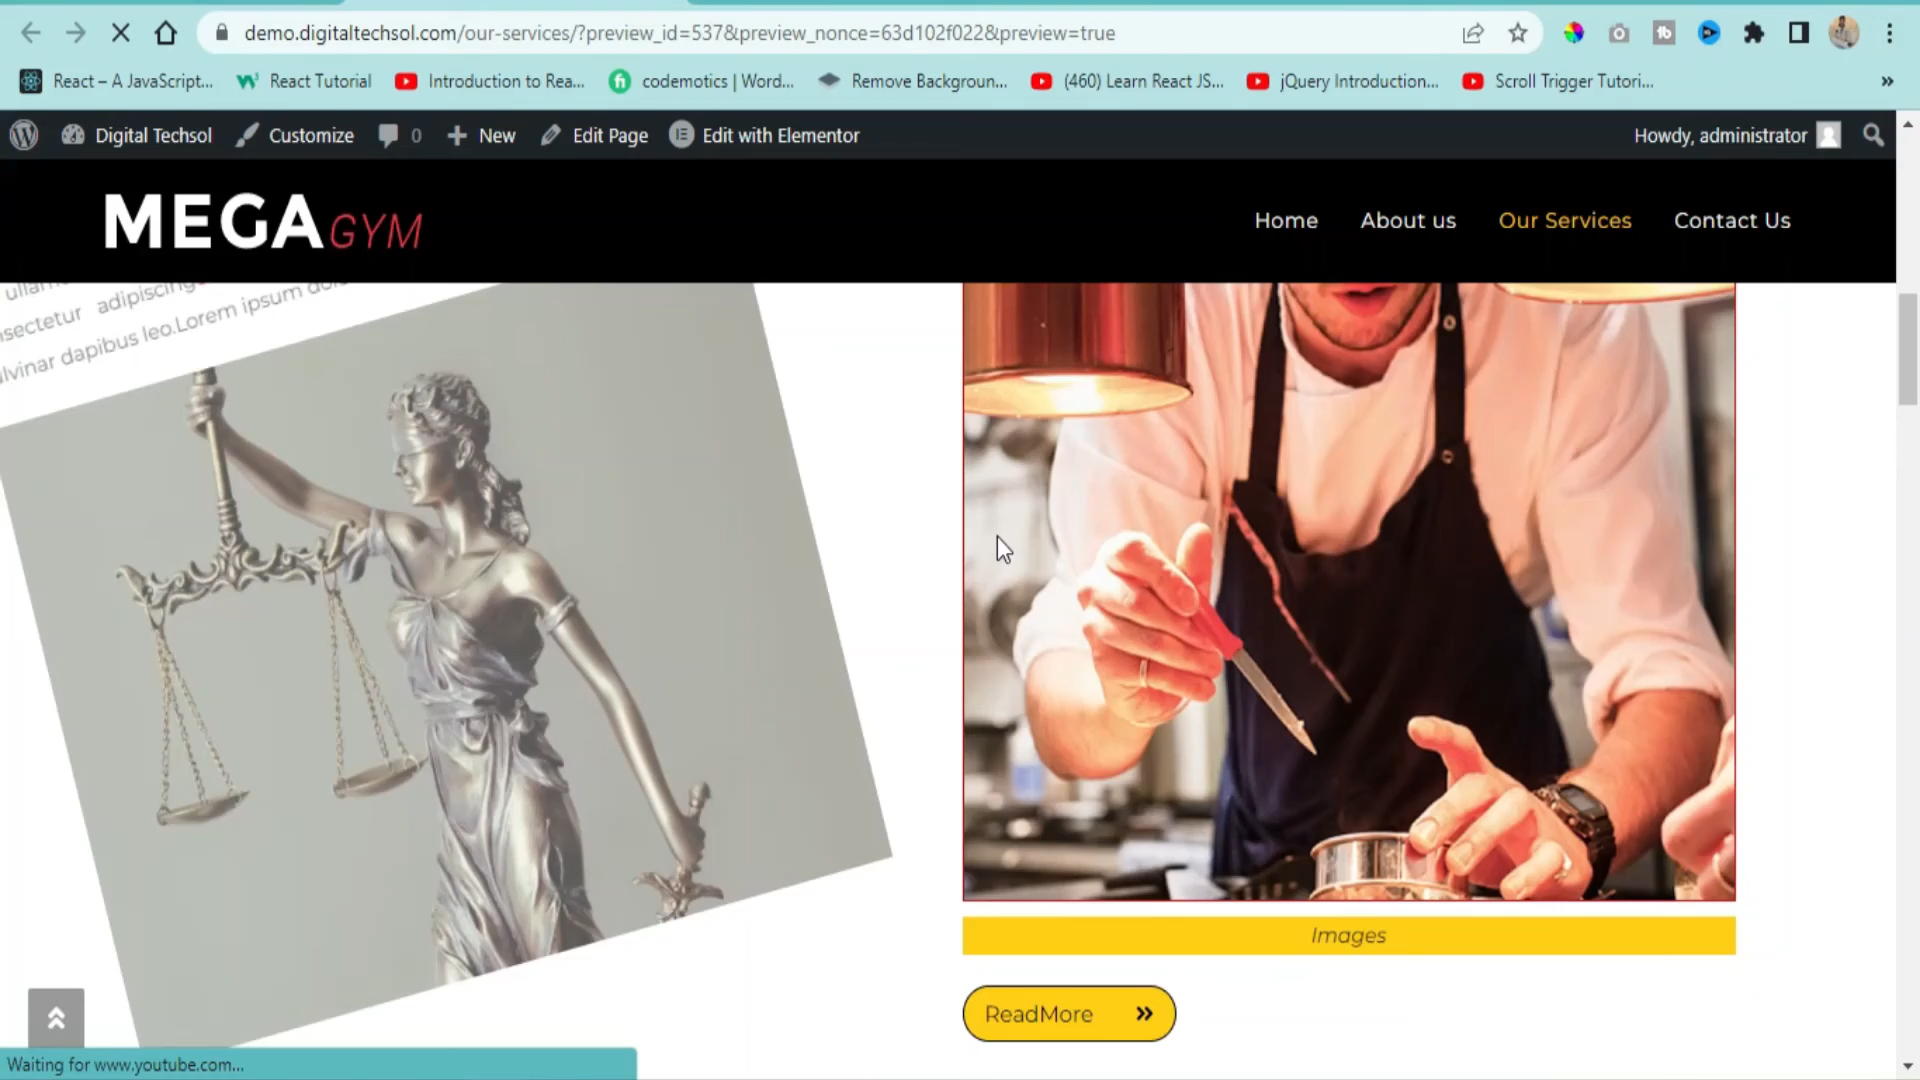 demo.digitaltechsol.com/our-services/?preview_id=537&preview_nonce=63d102f022&preview=true
React – A JavaScript... React Tutorial Introduction to Rea... codemotics | Word... Remove Backgroun... (460) Learn React JS... jQuery Introduction... Scroll Trigger Tutori... »
Digital Techsol Customize 0 New Edit Page Edit with Elementor Howdy, administrator
MEGA GYM
Home About us Our Services Contact Us
nsectetur adipiscing
lvinar dapibus leo.Lorem ipsum
Images
ReadMore »
Waiting for www.youtube.com...